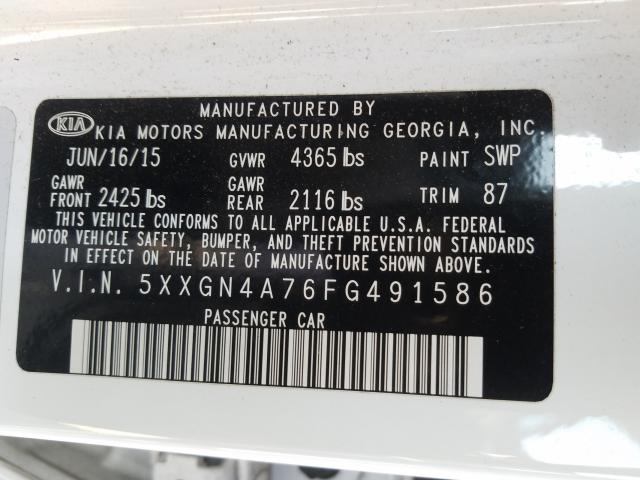 MANUFACTURED BY
KIA KIA MOTORS MANUFACTURING GEORGIA, INC.
JUN/16/15 GVWR 4365 lbs PAINT SWP
GAWR FRONT 2425 lbs GAWR REAR 2116 lbs TRIM 87
THIS VEHICLE CONFORMS TO ALL APPLICABLE U.S.A. FEDERAL
MOTOR VEHICLE SAFETY, BUMPER, AND THEFT PREVENTION STANDARDS
IN EFFECT ON THE DATE OF MANUFACTURE SHOWN ABOVE.
V.I.N. 5XXGN4A76FG491586
PASSENGER CAR